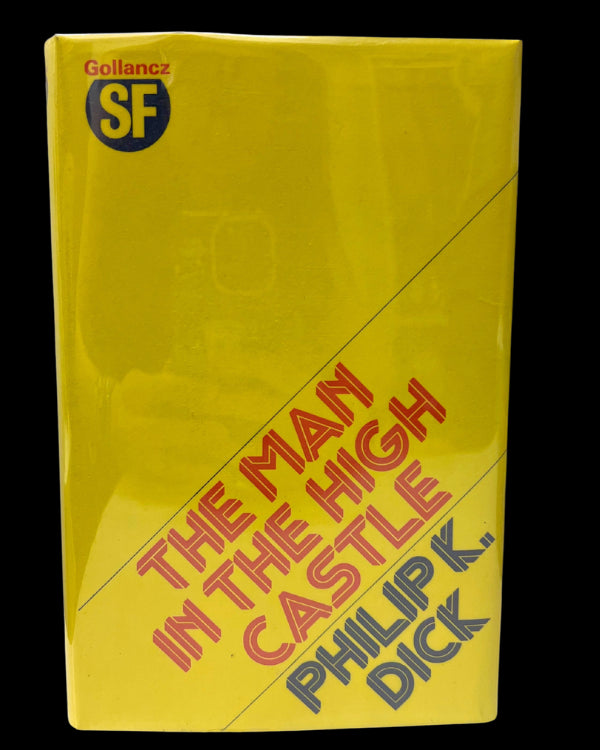 Gollancz
SF
THE MAN
IN THE HIGH
CASTLE
PHILIP K.
DICK